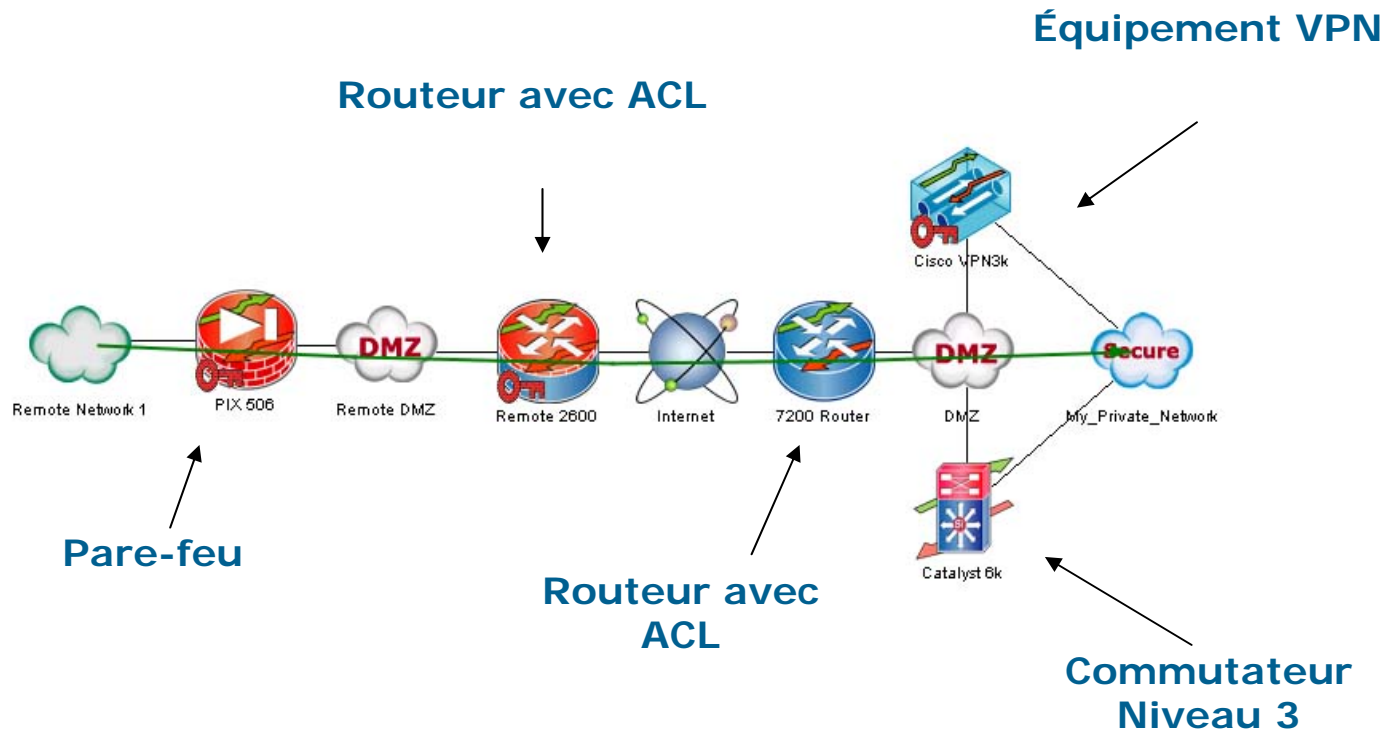 Équipement VPN
Routeur avec ACL
Cisco VPN3k
DMZ
DMZ
Secure
Remote Network 1
PIX 506
Remote DMZ
Remote 2600
Internet
7200 Router
DMZ
My_Private_Network
Si
Pare-feu
Catalyst 6k
Routeur avec
ACL
Commutateur
Niveau 3